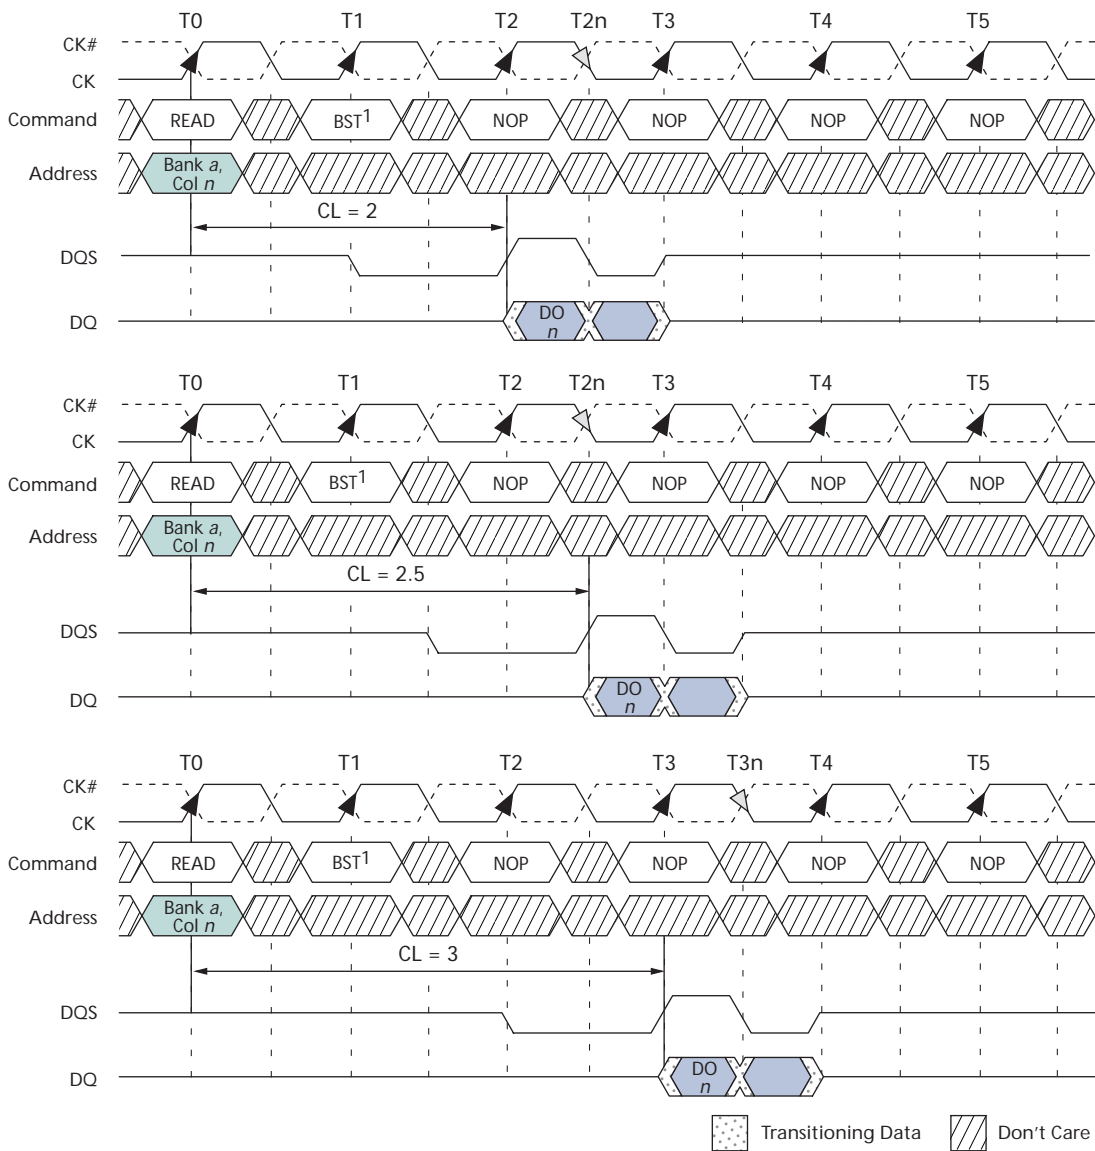 T0 T1 T2 T2n T3 T4 T5
CK#
CK
Command READ BST1 NOP NOP NOP NOP
Address Bank a,
Col n
CL = 2
DQS
DQ DO
n
T0 T1 T2 T2n T3 T4 T5
CK#
CK
Command READ BST1 NOP NOP NOP NOP
Address Bank a,
Col n
CL = 2.5
DQS
DQ DO
n
T0 T1 T2 T3 T3n T4 T5
CK#
CK
Command READ BST1 NOP NOP NOP NOP
Address Bank a,
Col n
CL = 3
DQS
DQ DO
n
Transitioning Data Don't Care